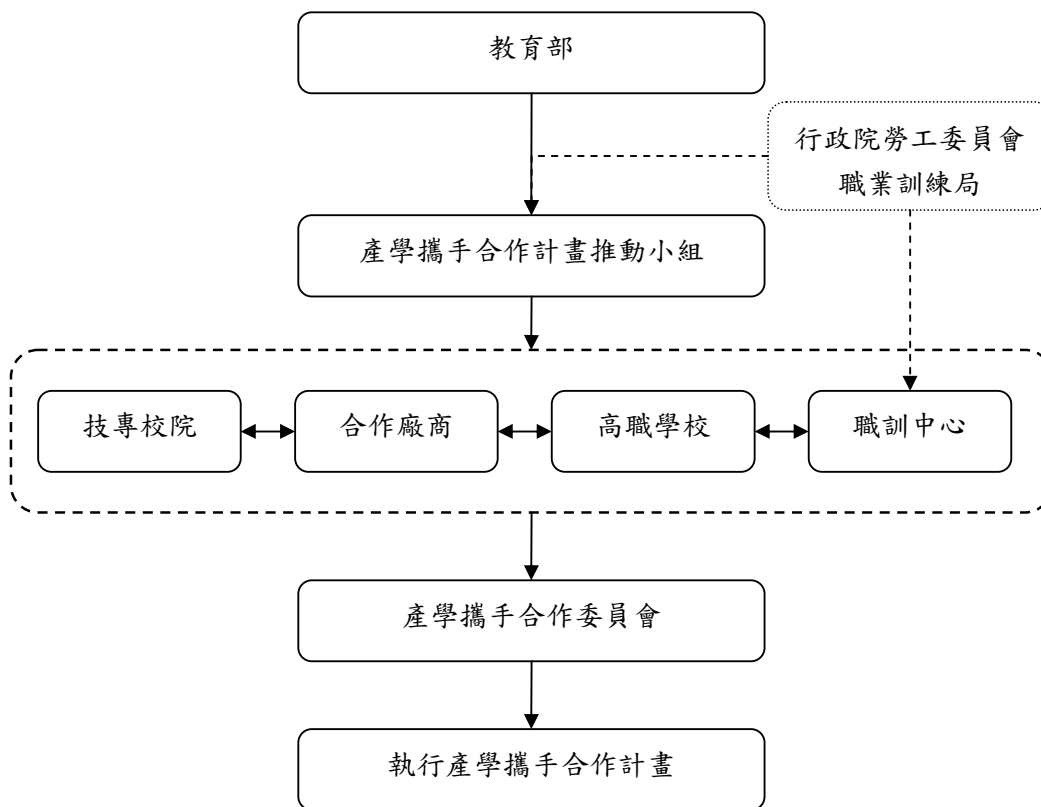 教育部
行政院勞工委員會
職業訓練局
產學攜手合作計畫推動小組
技專校院
合作廠商
高職學校
職訓中心
產學攜手合作委員會
執行產學攜手合作計畫